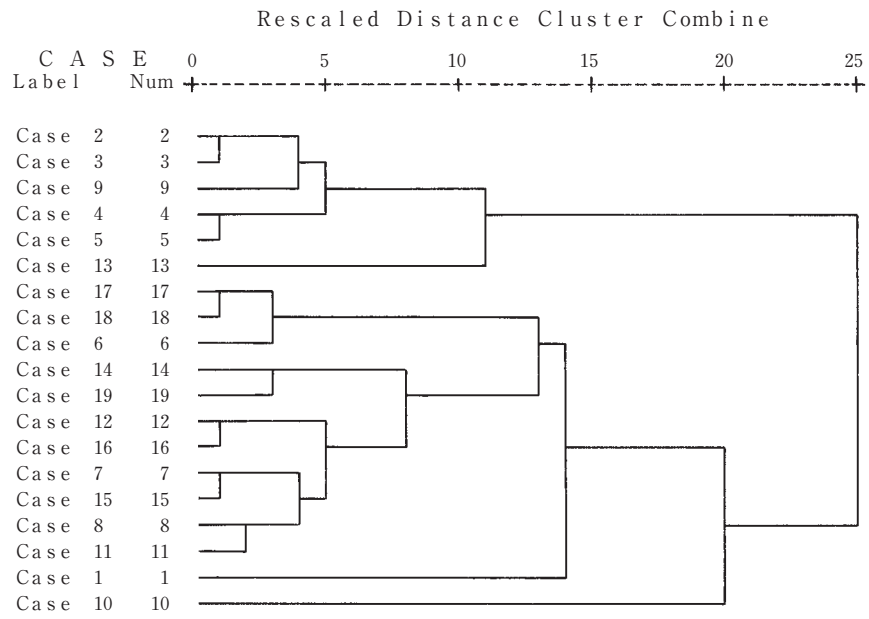 Rescaled Distance Cluster Combine
C A S E 0 5 10 15 20 25
Label Num
Case 2 2
Case 3 3
Case 9 9
Case 4 4
Case 5 5
Case 13 13
Case 17 17
Case 18 18
Case 6 6
Case 14 14
Case 19 19
Case 12 12
Case 16 16
Case 7 7
Case 15 15
Case 8 8
Case 11 11
Case 1 1
Case 10 10